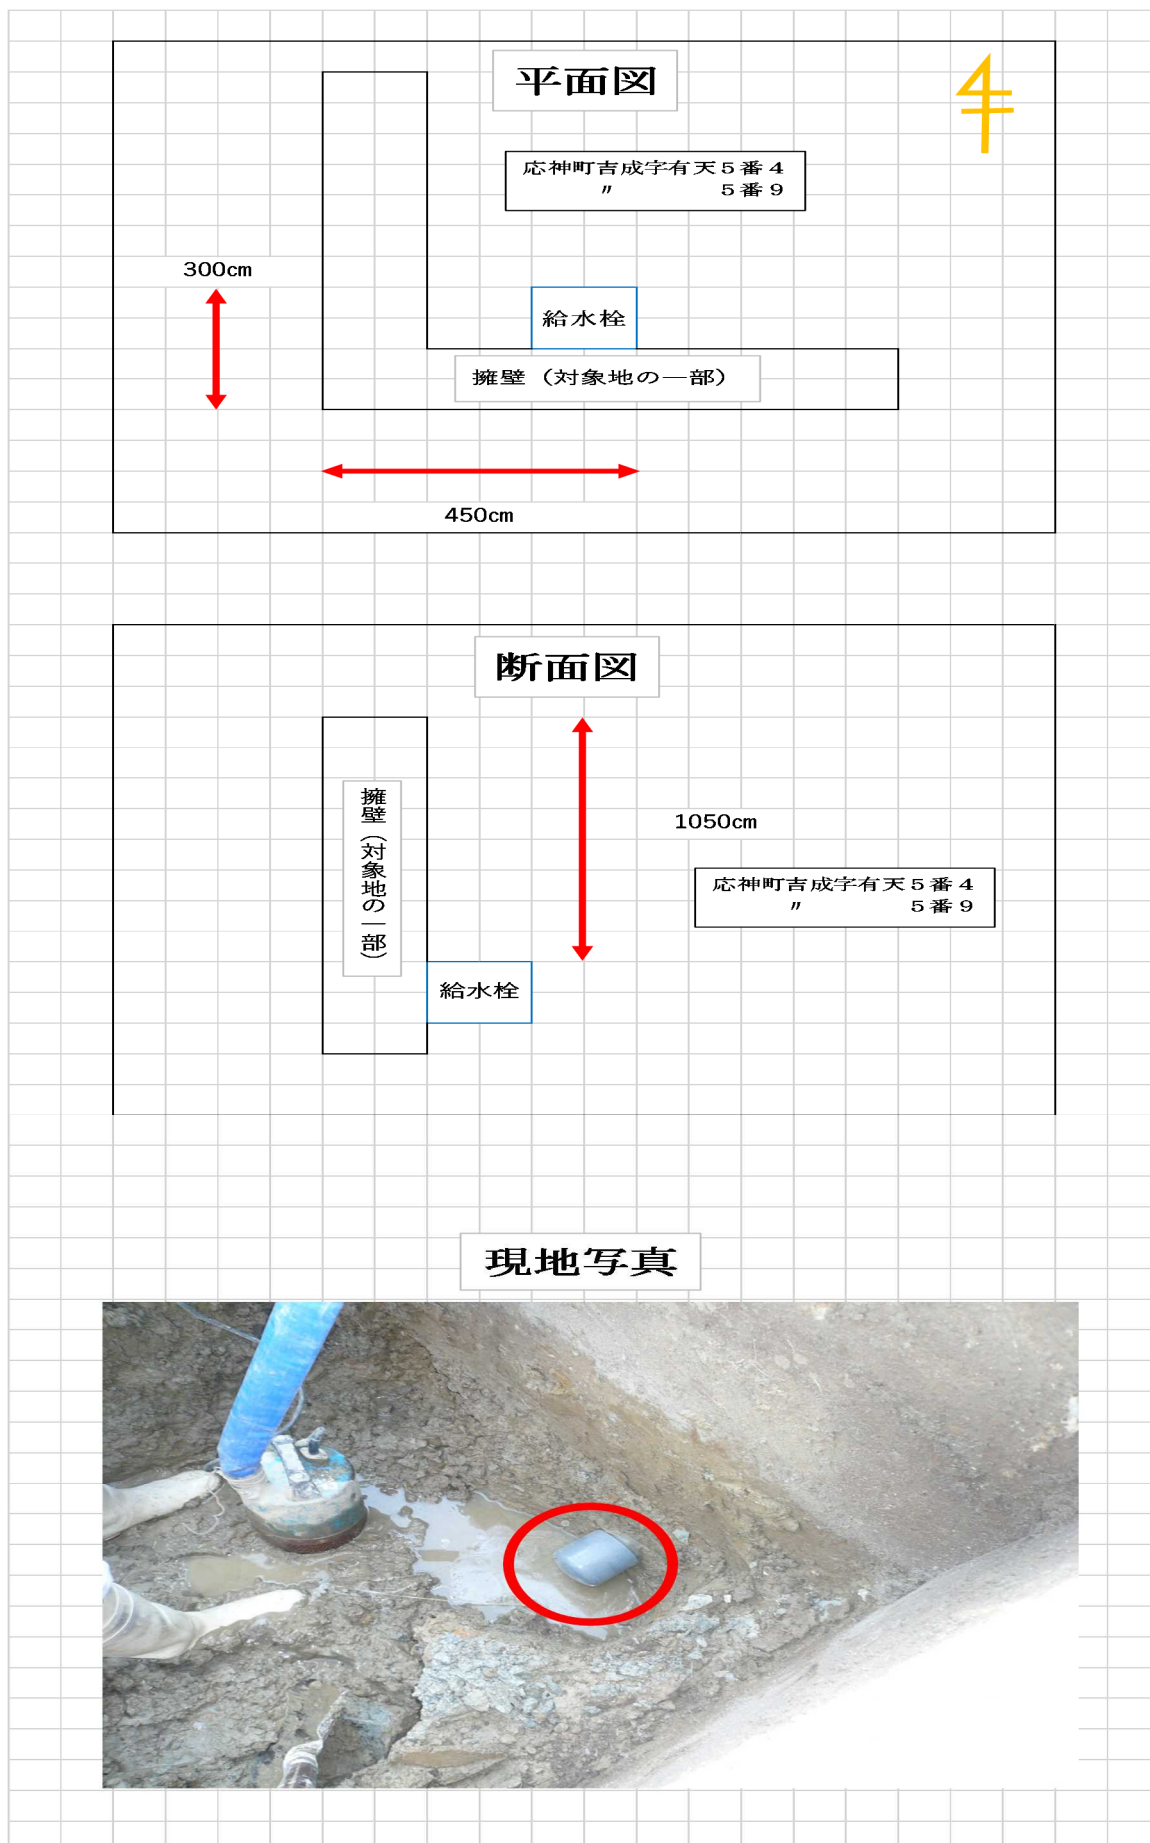 平面図
応神町吉成字有天５番４
〃 ５番９
300cm
給水栓
擁壁（対象地の一部）
450cm
断面図
擁壁（対象地の一部）
1050cm
応神町吉成字有天５番４
〃 ５番９
給水栓
現地写真